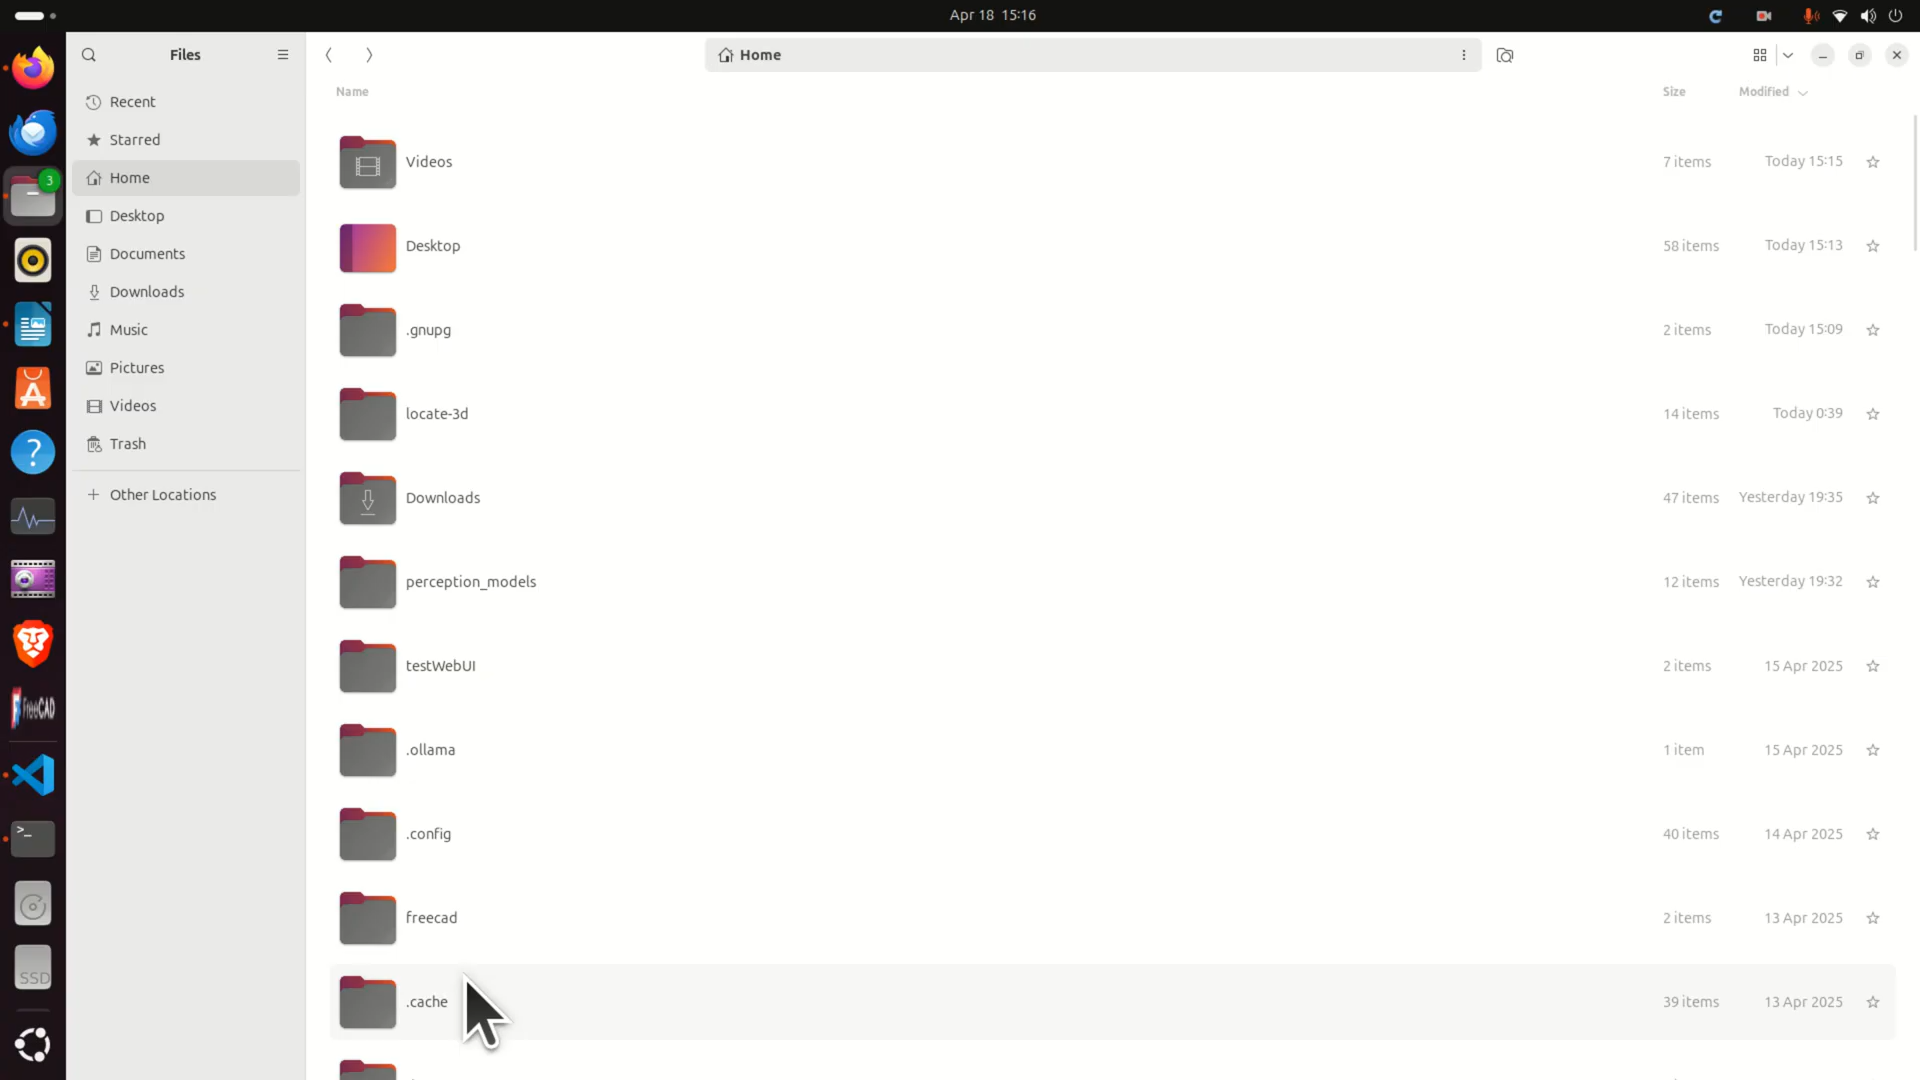 Apr 18 15:16
Files
Home
Name
Size
Modified
Recent
Starred
Home
Desktop
Documents
Downloads
Music
Pictures
Videos
Trash
Other Locations
3
A
?
FreeCAD
>_
SSD
Videos 7 items Today 15:15
Desktop 58 items Today 15:13
.gnupg 2 items Today 15:09
locate-3d 14 items Today 0:39
Downloads 47 items Yesterday 19:35
perception_models 12 items Yesterday 19:32
testWebUI 2 items 15 Apr 2025
.ollama 1 item 15 Apr 2025
.config 40 items 14 Apr 2025
freecad 2 items 13 Apr 2025
.cache 39 items 13 Apr 2025